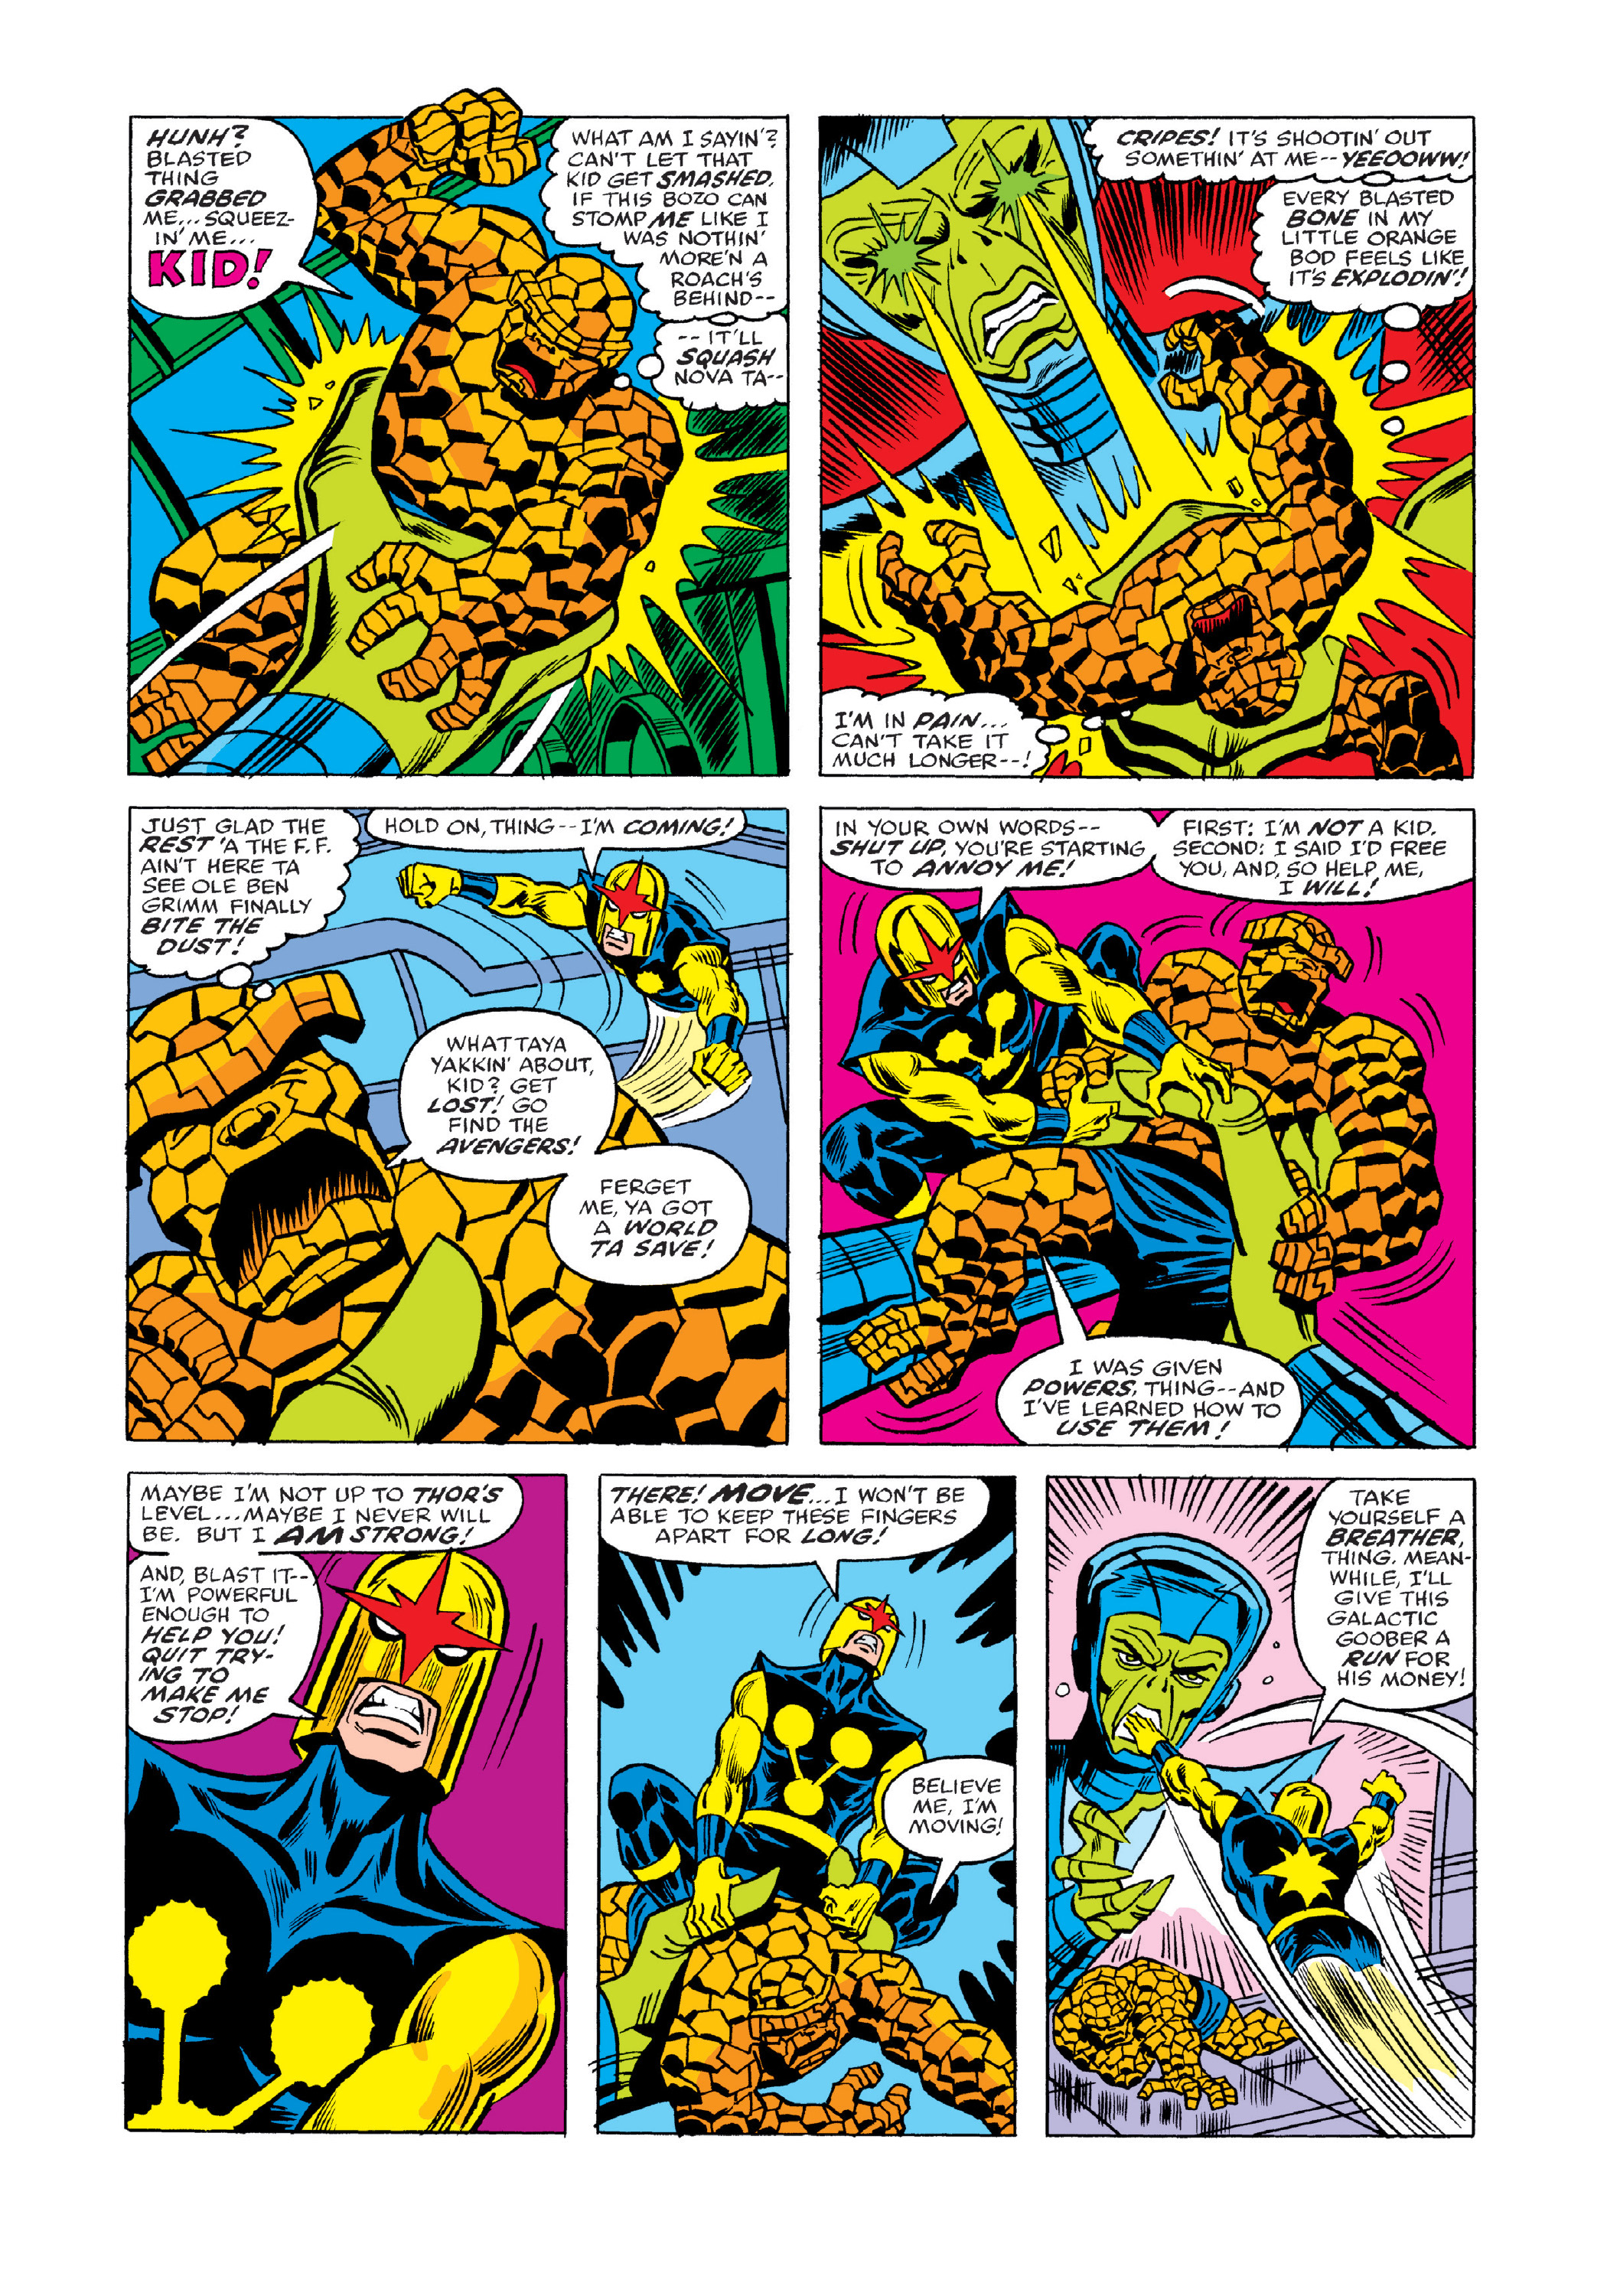 HUNH?
BLASTED
THING
GRABBED
ME... SQUEEZ-
IN' ME...
KID!
WHAT AM I SAYIN'?
CAN'T LET THAT
KID GET SMASHED.
IF THIS BOZO CAN
STOMP ME LIKE I
WAS NOTHIN'
MORE'N A
ROACH'S
BEHIND--
-- IT'LL
SQUASH
NOVA TA--
CRIPES! IT'S SHOOTIN' OUT
SOMETHIN' AT ME-- YEEOOWW!
EVERY BLASTED
BONE IN MY
LITTLE ORANGE
BOD FEELS LIKE
IT'S EXPLODIN'!
I'M IN PAIN...
CAN'T TAKE IT
MUCH LONGER--!
JUST GLAD THE
REST 'A THE F.F.
AIN'T HERE TA
SEE OLE BEN
GRIMM FINALLY
BITE THE
DUST!
HOLD ON, THING-- I'M COMING!
WHATTAYA
YAKKIN' ABOUT,
KID? GET
LOST! GO
FIND THE
AVENGERS!
FERGET
ME, YA GOT
A WORLD
TA SAVE!
IN YOUR OWN WORDS--
SHUT UP, YOU'RE STARTING
TO ANNOY ME!
FIRST: I'M NOT A KID.
SECOND: I SAID I'D FREE
YOU, AND, SO HELP ME,
I WILL!
I WAS GIVEN
POWERS, THING-- AND
I'VE LEARNED HOW TO
USE THEM!
MAYBE I'M NOT UP TO THOR'S
LEVEL... MAYBE I NEVER WILL
BE. BUT I AM STRONG!
AND, BLAST IT--
I'M POWERFUL
ENOUGH TO
HELP YOU!
QUIT TRY-
ING TO
MAKE ME
STOP!
THERE! MOVE... I WON'T BE
ABLE TO KEEP THESE FINGERS
APART FOR LONG!
BELIEVE
ME, I'M
MOVING!
TAKE
YOURSELF A
BREATHER,
THING. MEAN-
WHILE, I'LL
GIVE THIS
GALACTIC
GOOBER A
RUN FOR
HIS MONEY!